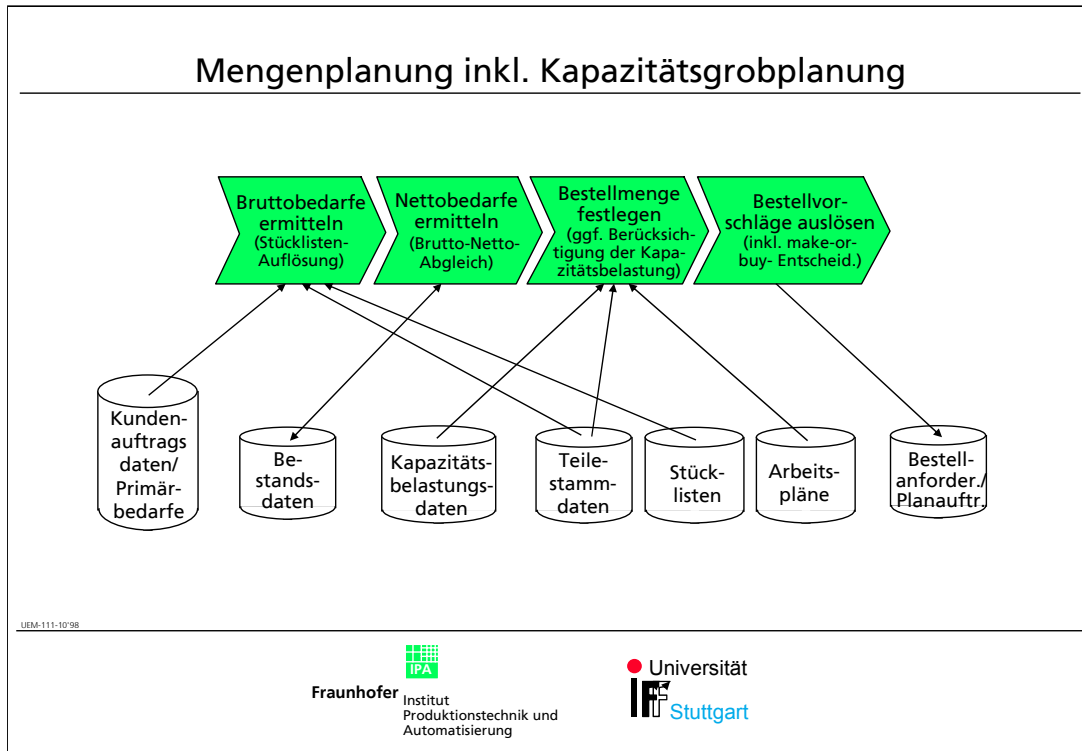 Mengenplanung inkl. Kapazitätsgrobplanung
Bruttobedarfe
ermitteln
(Stücklisten-
Auflösung)
Nettobedarfe
ermitteln
(Brutto-Netto-
Abgleich)
Bestellmenge
festlegen
(ggf. Berücksich-
tigung der Kapa-
zitätsbelastung)
Bestellvor-
schläge auslösen
(inkl. make-or-
buy- Entscheid.)
Kunden-
auftrags
daten/
Primär-
bedarfe
Be-
stands-
daten
Kapazitäts-
belastungs-
daten
Teile-
stamm-
daten
Stück-
listen
Arbeits-
pläne
Bestell-
anforder./
Planauftr.
UEM-111-10'98
IPA
Fraunhofer
Institut
Produktionstechnik und
Automatisierung
Universität
IFF
Stuttgart